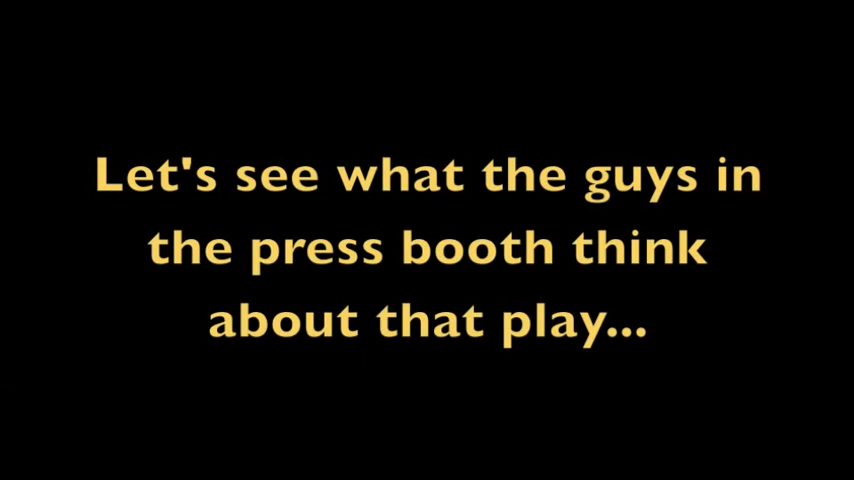 Let's see what the guys in
the press booth think
about that play...